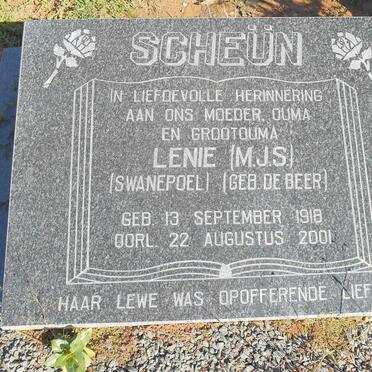 SCHEÜN
IN LIEFDEVOLLE HERINNERING
AAN ONS MOEDER, OUMA
EN GROOTOUMA
LENIE (M.J.S.)
(SWANEPOEL) (GEB. DE BEER)
GEB. 13 SEPTEMBER 1918
OORL. 22 AUGUSTUS 2001
HAAR LEWE WAS OPOFFERENDE LIEF